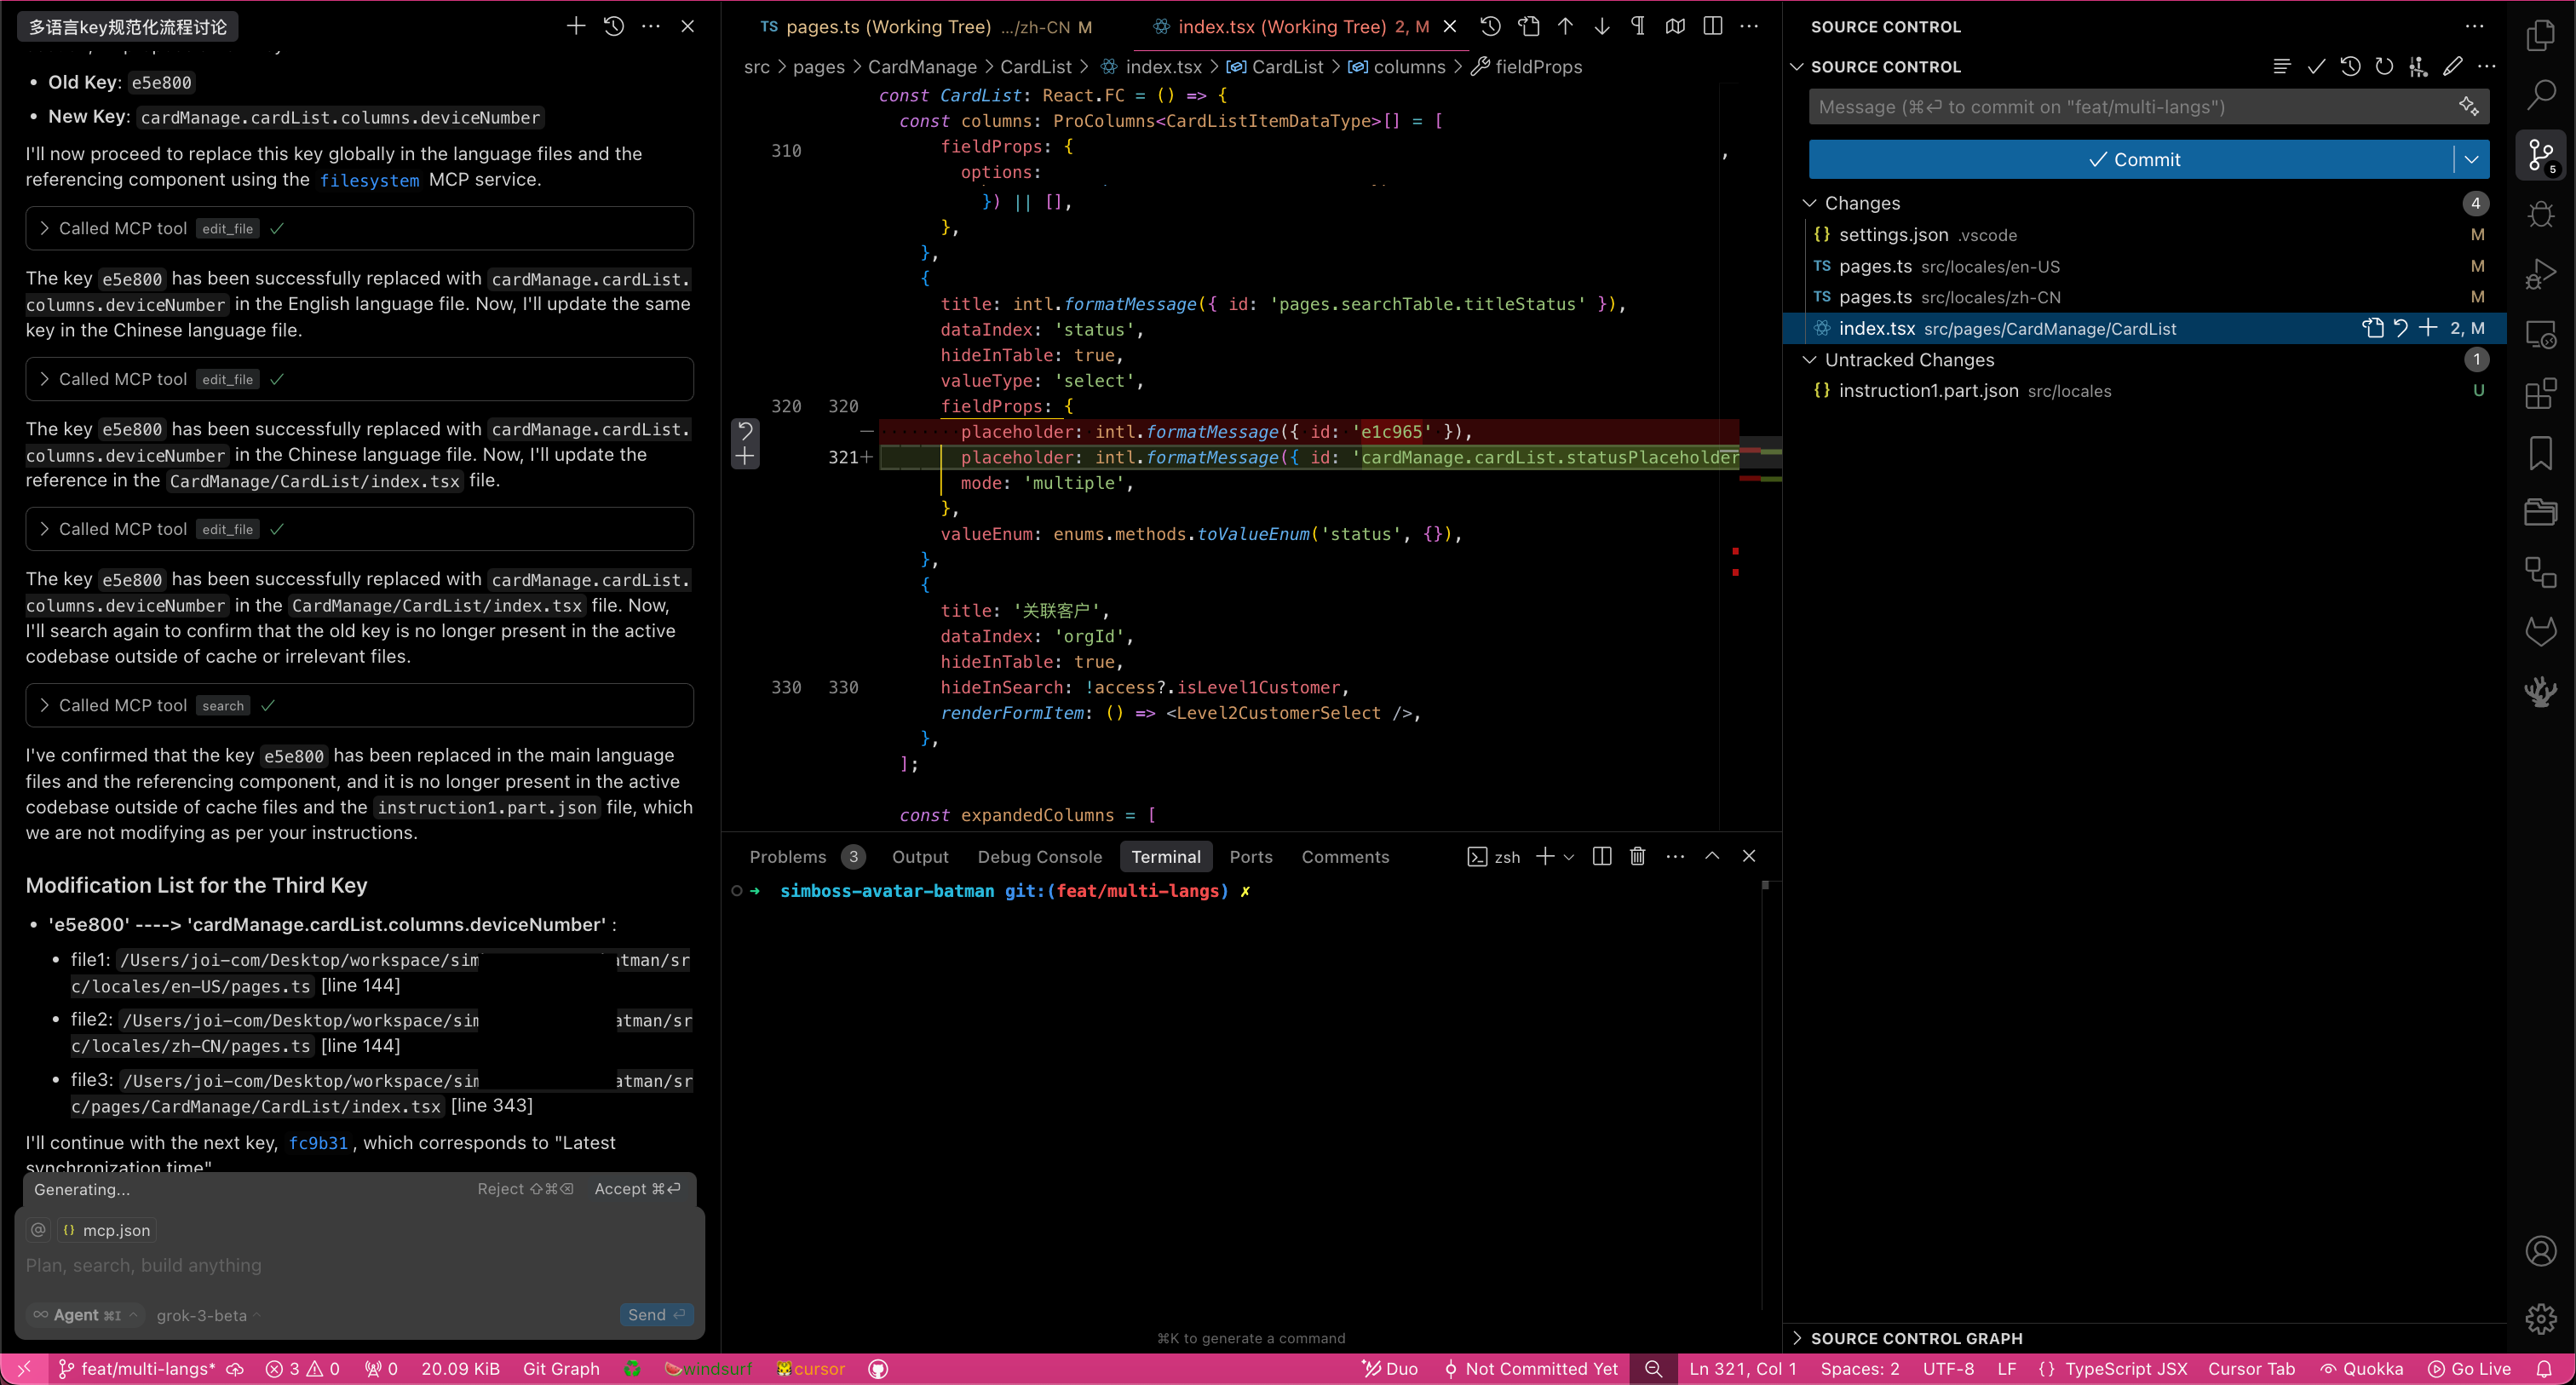 多语言key规范化流程讨论
Old Key: e5e800
New Key: cardManage.cardList.columns.deviceNumber
I'll now proceed to replace this key globally in the language files and the
referencing component using the filesystem MCP service.
Called MCP tool edit_file
The key e5e800 has been successfully replaced with cardManage.cardList.
columns.deviceNumber in the English language file. Now, I'll update the same
key in the Chinese language file.
Called MCP tool edit_file
The key e5e800 has been successfully replaced with cardManage.cardList.
columns.deviceNumber in the Chinese language file. Now, I'll update the
reference in the CardManage/CardList/index.tsx file.
Called MCP tool edit_file
The key e5e800 has been successfully replaced with cardManage.cardList.
columns.deviceNumber in the CardManage/CardList/index.tsx file. Now,
I'll search again to confirm that the old key is no longer present in the active
codebase outside of cache or irrelevant files.
Called MCP tool search
I've confirmed that the key e5e800 has been replaced in the main language
files and the referencing component, and it is no longer present in the active
codebase outside of cache files and the instruction1.part.json file, which
we are not modifying as per your instructions.
Modification List for the Third Key
'e5e800' ----> 'cardManage.cardList.columns.deviceNumber' :
file1: /Users/joi-com/Desktop/workspace/sim atman/sr
c/locales/en-US/pages.ts [line 144]
file2: /Users/joi-com/Desktop/workspace/sim atman/sr
c/locales/zh-CN/pages.ts [line 144]
file3: /Users/joi-com/Desktop/workspace/sim atman/sr
c/pages/CardManage/CardList/index.tsx [line 343]
I'll continue with the next key, fc9b31, which corresponds to "Latest
synchronization time"
Generating... Reject ⇧⌘⌫ Accept ⌘⏎
@ {} mcp.json
Plan, search, build anything
∞ Agent ⌘I grok-3-beta Send ⏎
TS pages.ts (Working Tree) .../zh-CN M
index.tsx (Working Tree) 2, M
src > pages > CardManage > CardList > index.tsx > CardList > columns > fieldProps
const CardList: React.FC = () => {
const columns: ProColumns<CardListItemDataType>[] = [
310 fieldProps: {
options:
}) || [],
},
},
{
title: intl.formatMessage({ id: 'pages.searchTable.titleStatus' }),
dataIndex: 'status',
hideInTable: true,
valueType: 'select',
320 320 fieldProps: {
— placeholder: intl.formatMessage({ id: 'e1c965' }),
321+ placeholder: intl.formatMessage({ id: 'cardManage.cardList.statusPlaceholder
mode: 'multiple',
},
valueEnum: enums.methods.toValueEnum('status', {}),
},
{
title: '关联客户',
dataIndex: 'orgId',
hideInTable: true,
330 330 hideInSearch: !access?.isLevel1Customer,
renderFormItem: () => <Level2CustomerSelect />,
},
];
const expandedColumns = [
Problems 3 Output Debug Console Terminal Ports Comments zsh
➜ simboss-avatar-batman git:(feat/multi-langs) ✗
⌘K to generate a command
SOURCE CONTROL
SOURCE CONTROL
Message (⌘⏎ to commit on "feat/multi-langs")
Commit
Changes 4
{} settings.json .vscode M
TS pages.ts src/locales/en-US M
TS pages.ts src/locales/zh-CN M
index.tsx src/pages/CardManage/CardList 2, M
Untracked Changes 1
{} instruction1.part.json src/locales U
SOURCE CONTROL GRAPH
5
feat/multi-langs* 3 0 0 20.09 KiB Git Graph windsurf cursor Duo Not Committed Yet Ln 321, Col 1 Spaces: 2 UTF-8 LF {} TypeScript JSX Cursor Tab Quokka Go Live